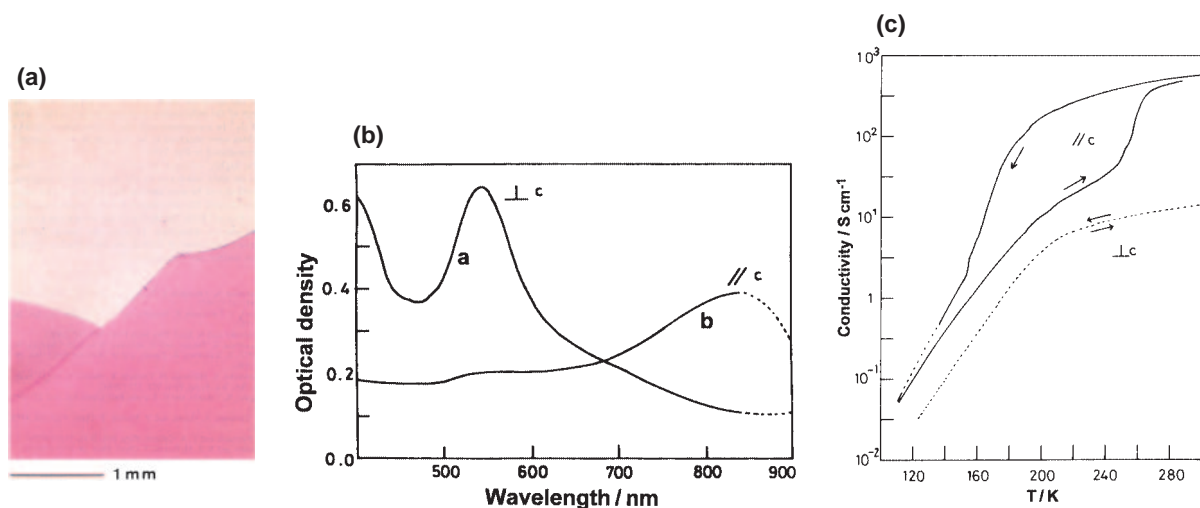 (a)
1 mm
(b)
Optical density
0.6
0.4
0.2
0.0
⊥ c
a
// c
b
500 600 700 800 900
Wavelength / nm
(c)
Conductivity / S cm⁻¹
10³
10²
10¹
1
10⁻¹
10⁻²
// c
⊥c
120 160 200 240 280
T / K